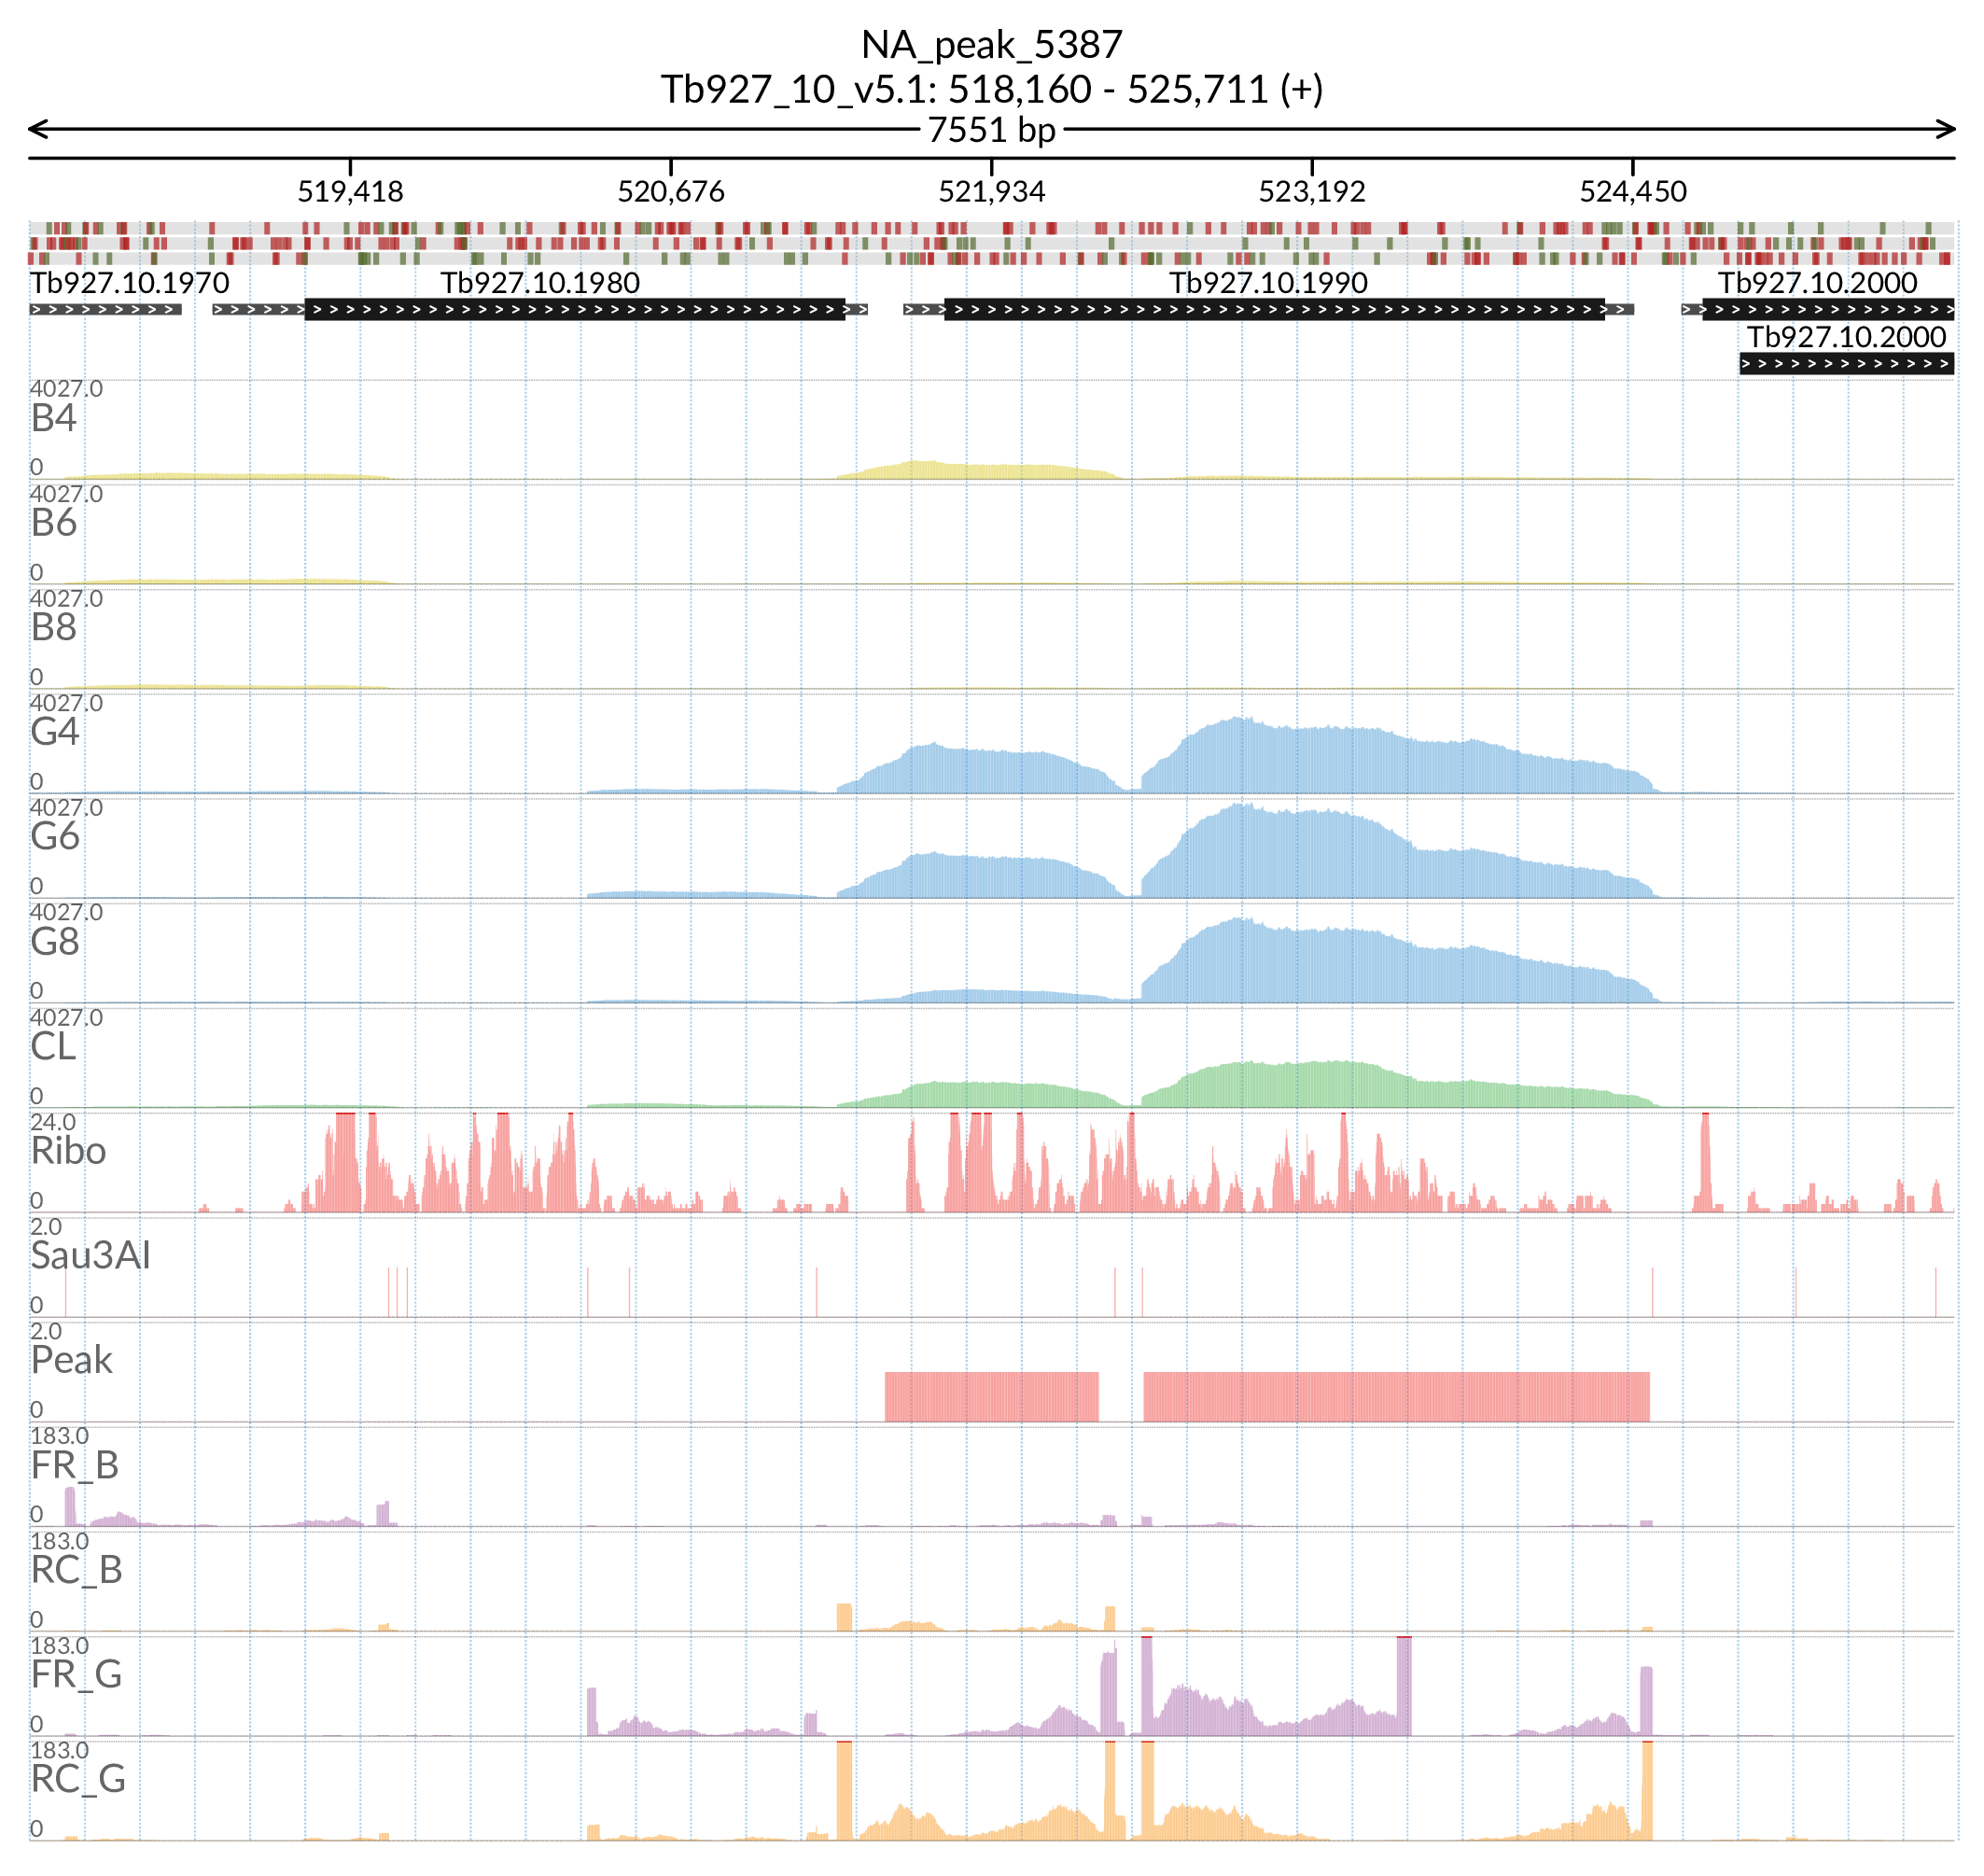 NA_peak_5387
Tb927_10_v5.1: 518,160 - 525,711 (+)
7551 bp
519,418 520,676 521,934 523,192 524,450
Tb927.10.1970 Tb927.10.1980 Tb927.10.1990 Tb927.10.2000
Tb927.10.2000
4027.0
B4
0
4027.0
B6
0
4027.0
B8
0
4027.0
G4
0
4027.0
G6
0
4027.0
G8
0
4027.0
CL
0
24.0
Ribo
0
2.0
Sau3AI
0
2.0
Peak
0
183.0
FR_B
0
183.0
RC_B
0
183.0
FR_G
0
183.0
RC_G
0